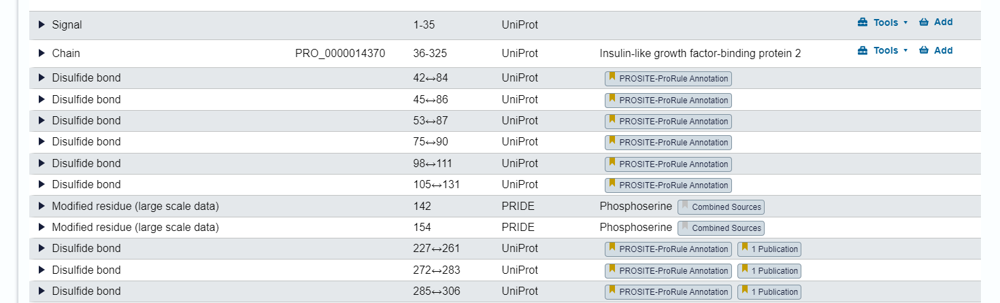 Signal 1-35 UniProt Tools Add
Chain PRO_0000014370 36-325 UniProt Insulin-like growth factor-binding protein 2 Tools Add
Disulfide bond 42↔84 UniProt PROSITE-ProRule Annotation
Disulfide bond 45↔86 UniProt PROSITE-ProRule Annotation
Disulfide bond 53↔87 UniProt PROSITE-ProRule Annotation
Disulfide bond 75↔90 UniProt PROSITE-ProRule Annotation
Disulfide bond 98↔111 UniProt PROSITE-ProRule Annotation
Disulfide bond 105↔131 UniProt PROSITE-ProRule Annotation
Modified residue (large scale data) 142 PRIDE Phosphoserine Combined Sources
Modified residue (large scale data) 154 PRIDE Phosphoserine Combined Sources
Disulfide bond 227↔261 UniProt PROSITE-ProRule Annotation 1 Publication
Disulfide bond 272↔283 UniProt PROSITE-ProRule Annotation 1 Publication
Disulfide bond 285↔306 UniProt PROSITE-ProRule Annotation 1 Publication